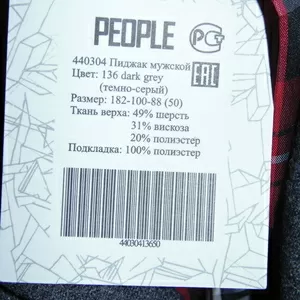 PEOPLE
440304 Пиджак мужской
Цвет: 136 dark grey
(темно-серый)
Размер: 182-100-88 (50)
Ткань верха: 49% шерсть
31% вискоза
20% полиэстер
Подкладка: 100% полиэстер
44030413650